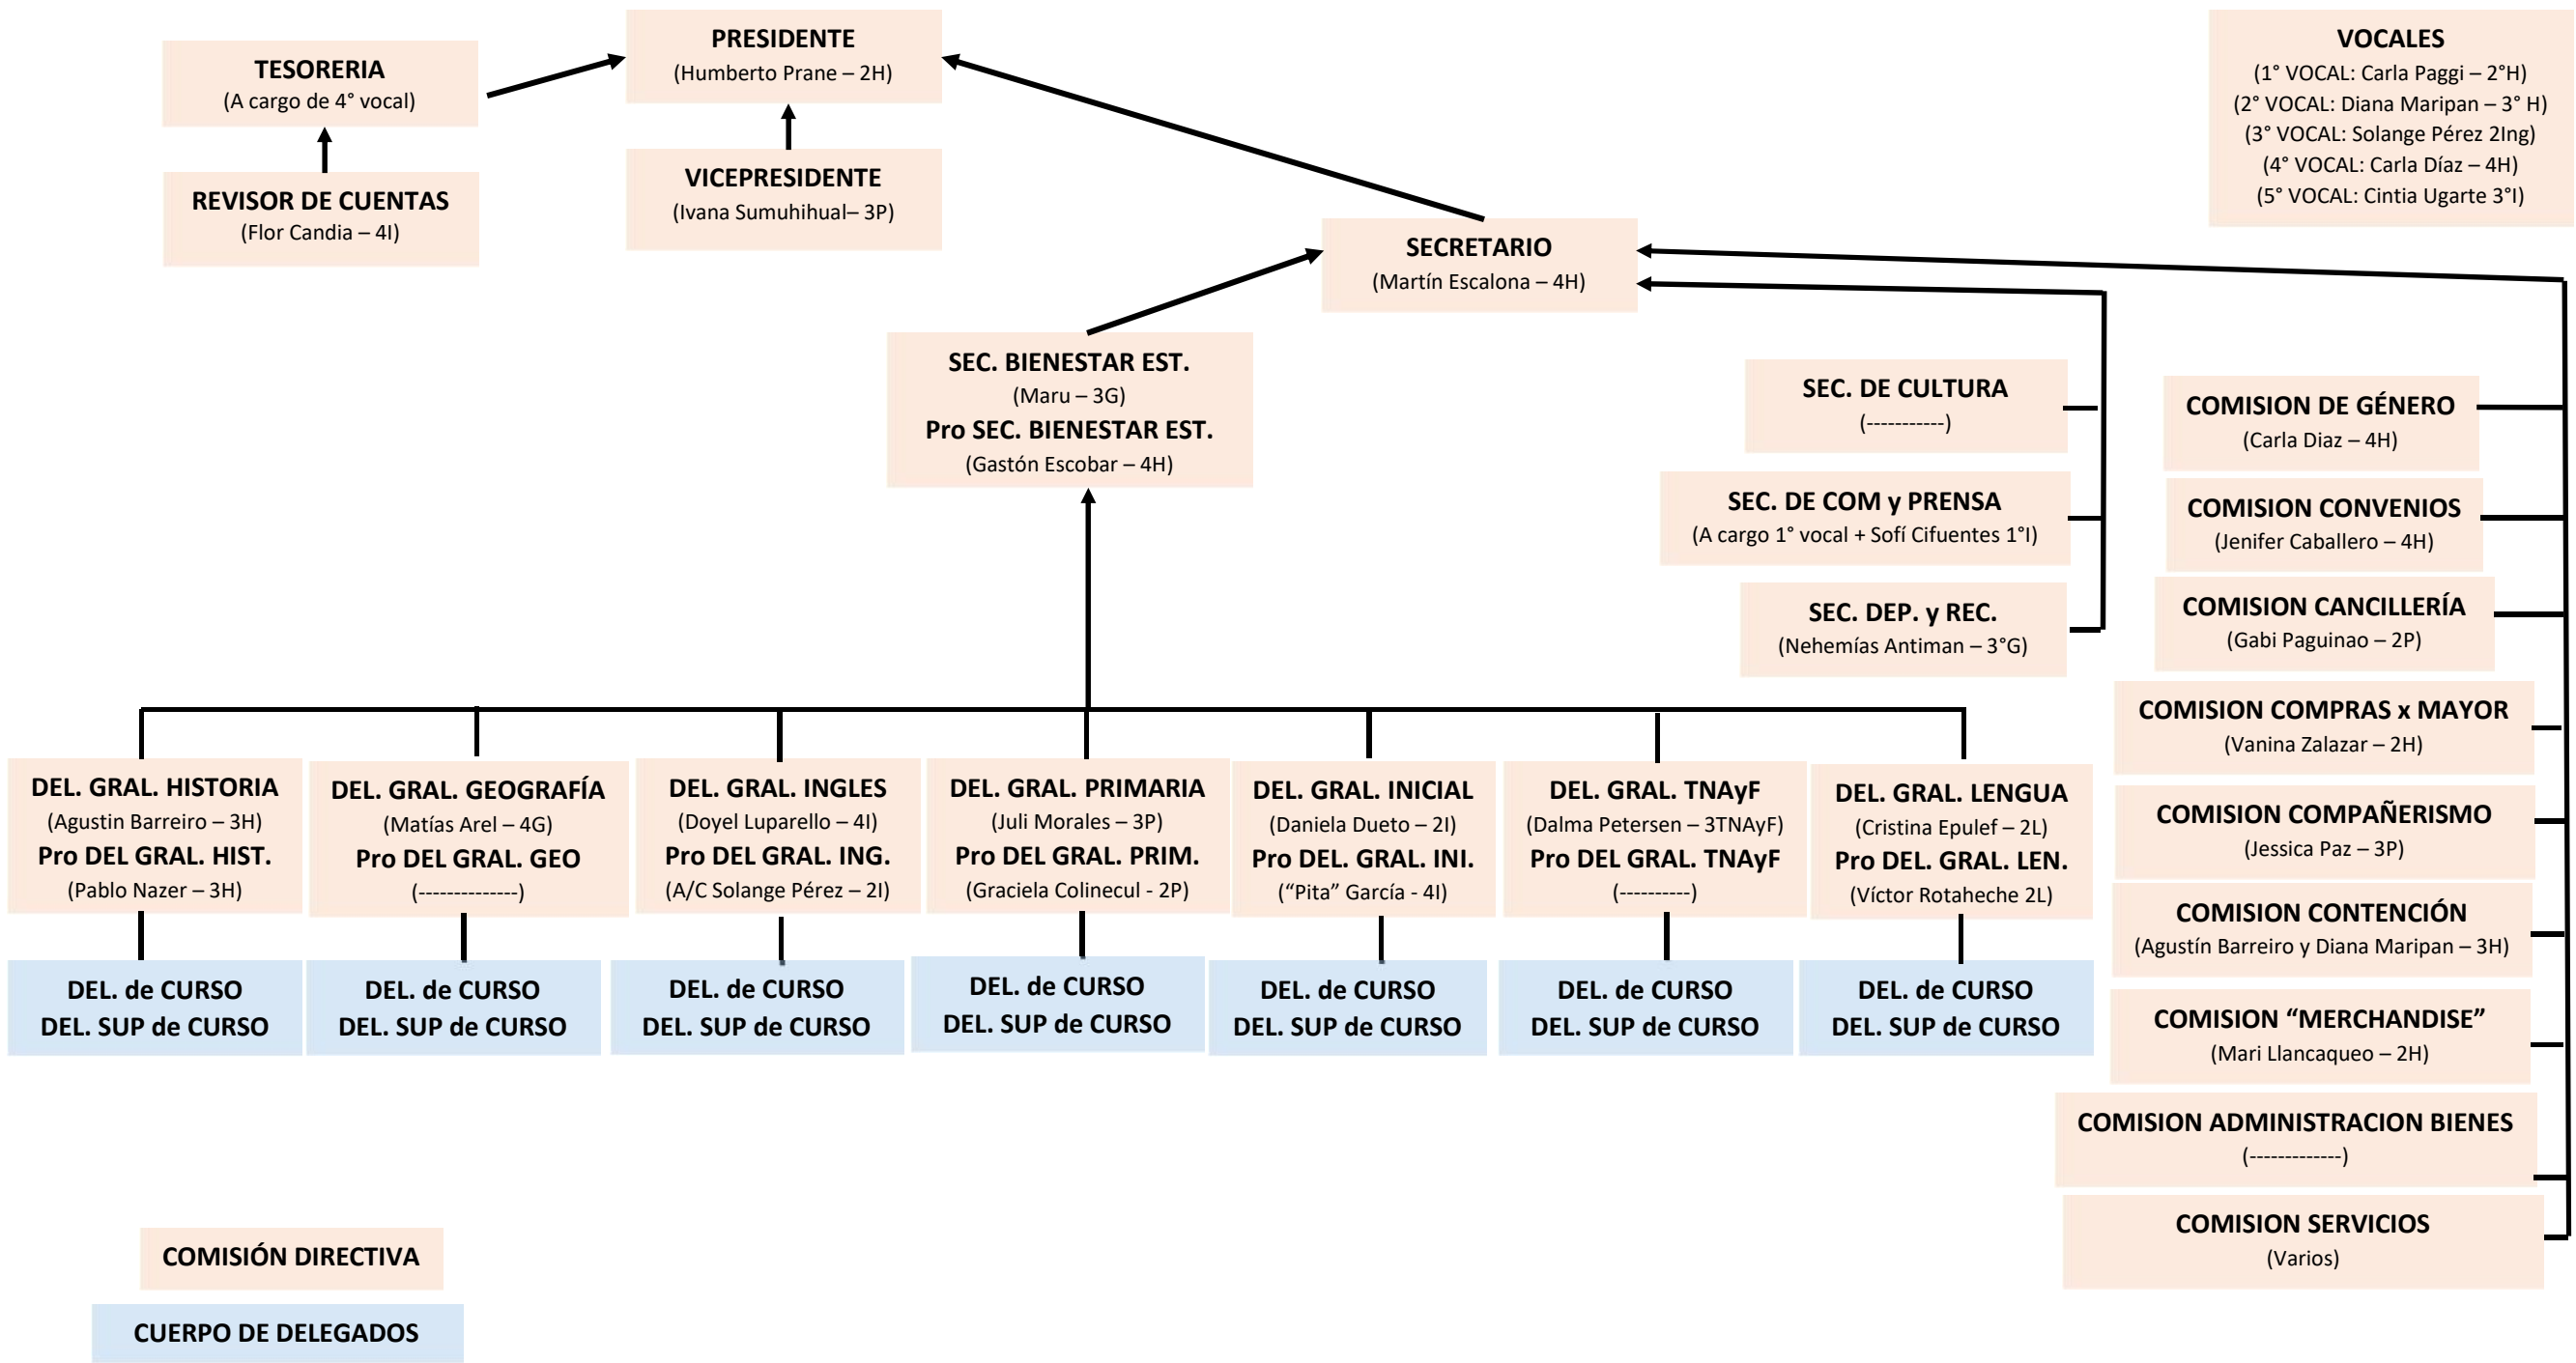 PRESIDENTE
(Humberto Prane – 2H)
TESORERIA
(A cargo de 4° vocal)
REVISOR DE CUENTAS
(Flor Candia – 4I)
VICEPRESIDENTE
(Ivana Sumuhihual– 3P)
VOCALES
(1° VOCAL: Carla Paggi – 2°H)
(2° VOCAL: Diana Maripan – 3° H)
(3° VOCAL: Solange Pérez 2Ing)
(4° VOCAL: Carla Díaz – 4H)
(5° VOCAL: Cintia Ugarte 3°I)
SECRETARIO
(Martín Escalona – 4H)
SEC. BIENESTAR EST.
(Maru – 3G)
Pro SEC. BIENESTAR EST.
(Gastón Escobar – 4H)
SEC. DE CULTURA
(-----------)
SEC. DE COM y PRENSA
(A cargo 1° vocal + Sofí Cifuentes 1°I)
SEC. DEP. y REC.
(Nehemías Antiman – 3°G)
COMISION DE GÉNERO
(Carla Diaz – 4H)
COMISION CONVENIOS
(Jenifer Caballero – 4H)
COMISION CANCILLERÍA
(Gabi Paguinao – 2P)
COMISION COMPRAS x MAYOR
(Vanina Zalazar – 2H)
COMISION COMPAÑERISMO
(Jessica Paz – 3P)
COMISION CONTENCIÓN
(Agustín Barreiro y Diana Maripan – 3H)
COMISION “MERCHANDISE”
(Mari Llancaqueo – 2H)
COMISION ADMINISTRACION BIENES
(-------------)
COMISION SERVICIOS
(Varios)
DEL. GRAL. HISTORIA
(Agustin Barreiro – 3H)
Pro DEL GRAL. HIST.
(Pablo Nazer – 3H)
DEL. GRAL. GEOGRAFÍA
(Matías Arel – 4G)
Pro DEL GRAL. GEO
(--------------)
DEL. GRAL. INGLES
(Doyel Luparello – 4I)
Pro DEL GRAL. ING.
(A/C Solange Pérez – 2I)
DEL. GRAL. PRIMARIA
(Juli Morales – 3P)
Pro DEL GRAL. PRIM.
(Graciela Colinecul - 2P)
DEL. GRAL. INICIAL
(Daniela Dueto – 2I)
Pro DEL. GRAL. INI.
(“Pita” García - 4I)
DEL. GRAL. TNAyF
(Dalma Petersen – 3TNAyF)
Pro DEL GRAL. TNAyF
(----------)
DEL. GRAL. LENGUA
(Cristina Epulef – 2L)
Pro DEL. GRAL. LEN.
(Víctor Rotaheche 2L)
DEL. de CURSO
DEL. SUP de CURSO
DEL. de CURSO
DEL. SUP de CURSO
DEL. de CURSO
DEL. SUP de CURSO
DEL. de CURSO
DEL. SUP de CURSO
DEL. de CURSO
DEL. SUP de CURSO
DEL. de CURSO
DEL. SUP de CURSO
DEL. de CURSO
DEL. SUP de CURSO
COMISIÓN DIRECTIVA
CUERPO DE DELEGADOS